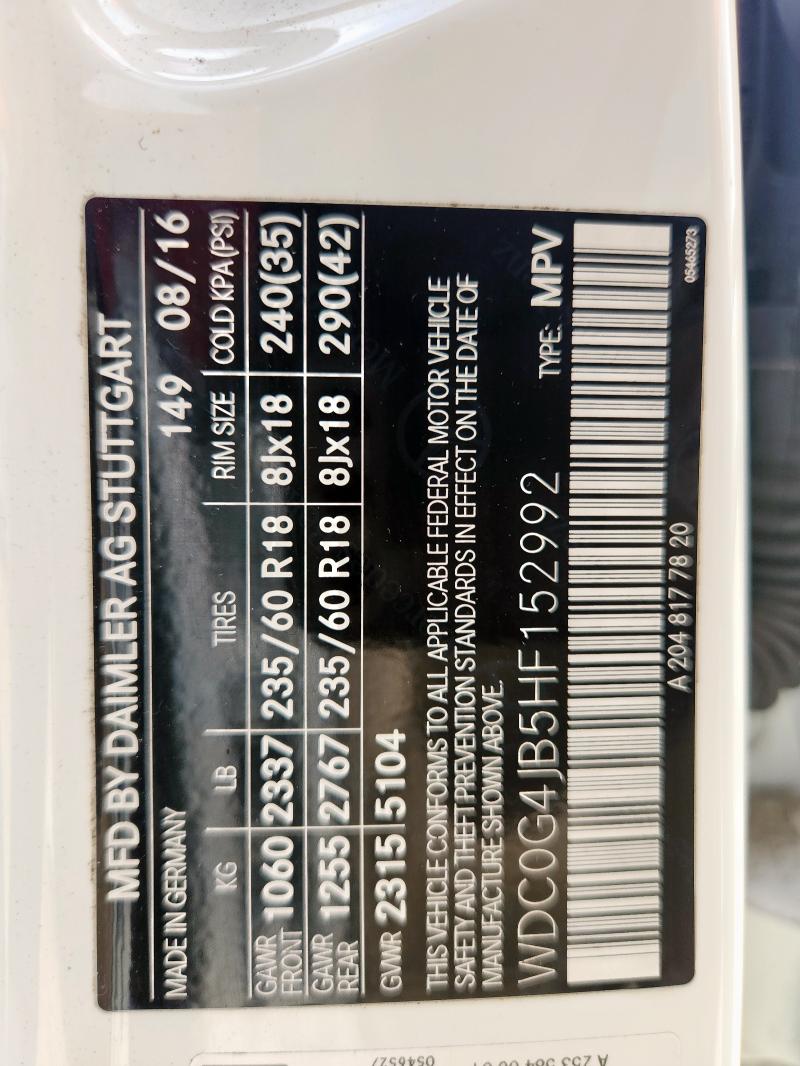 MFD BY DAIMLER AG STUTTGART
MADE IN GERMANY 149 08/16
KG LB TIRES RIM SIZE COLD KPA(PSI)
GAWR FRONT 1060 2337 235/60 R18 8Jx18 240(35)
GAWR REAR 1255 2767 235/60 R18 8Jx18 290(42)
GVWR 2315 5104
THIS VEHICLE CONFORMS TO ALL APPLICABLE FEDERAL MOTOR VEHICLE
SAFETY AND THEFT PREVENTION STANDARDS IN EFFECT ON THE DATE OF
MANUFACTURE SHOWN ABOVE.
WDC0G4JB5HF152992 TYPE: MPV
A 204 817 78 20 05465273